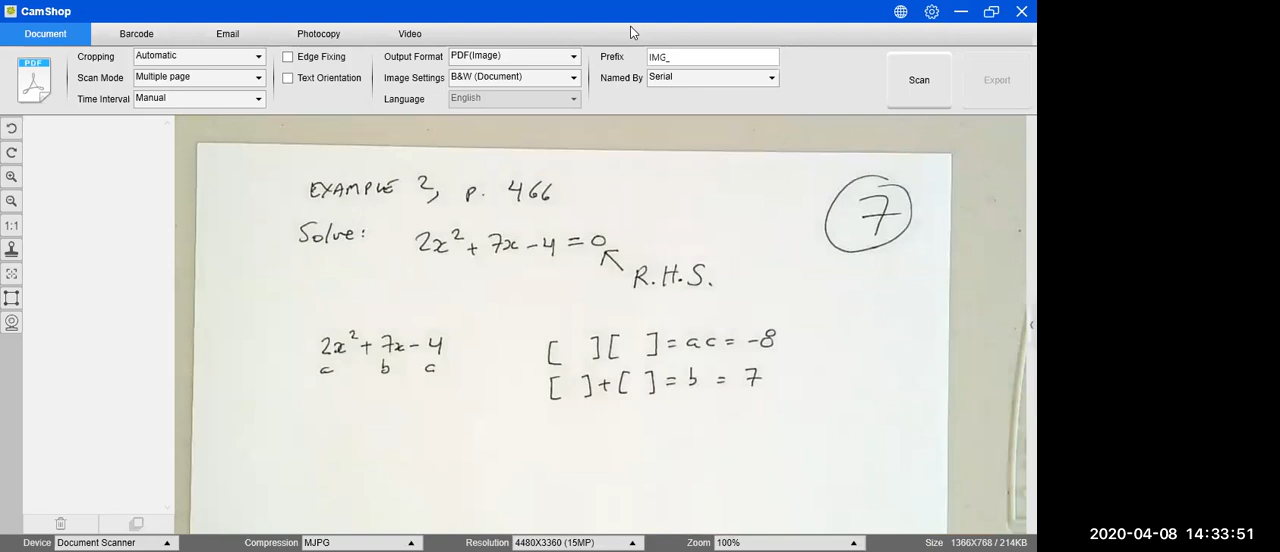 CamShop
Document Barcode Email Photocopy Video
Cropping Automatic Edge Fixing Output Format PDF(Image) Prefix IMG_
Scan Mode Multiple page Text Orientation Image Settings B&W (Document) Named By Serial
Time Interval Manual Language English
PDF
Scan Export
1:1
EXAMPLE 2, p. 466
7
Solve: 2x² + 7x - 4 = 0
R.H.S.
2x² + 7x - 4
a b c
[ ][ ] = ac = -8
[ ] + [ ] = b = 7
2020-04-08 14:33:51
Device Document Scanner Compression MJPG Resolution 4480X3360 (15MP) Zoom 100% Size 1366X768 / 214KB